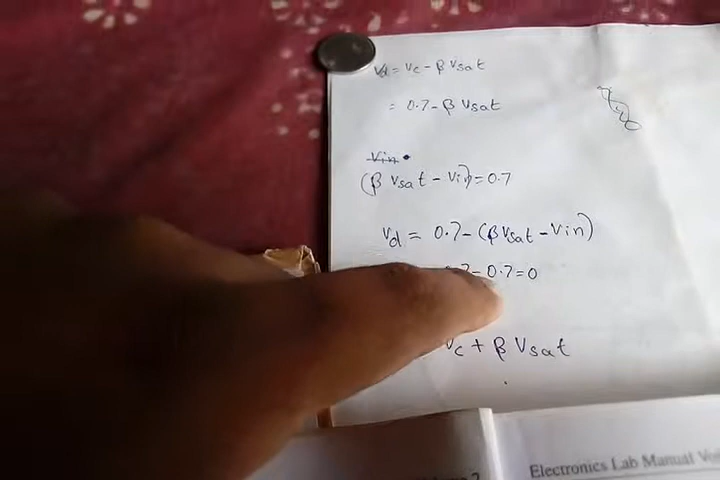 Vd = Vc - β Vsat
= 0.7 - β Vsat
Vin
(β Vsat - Vin) = 0.7
Vd = 0.7 - (β Vsat - Vin)
- 0.7 = 0
Vc + β Vsat
Electronics Lab Manual